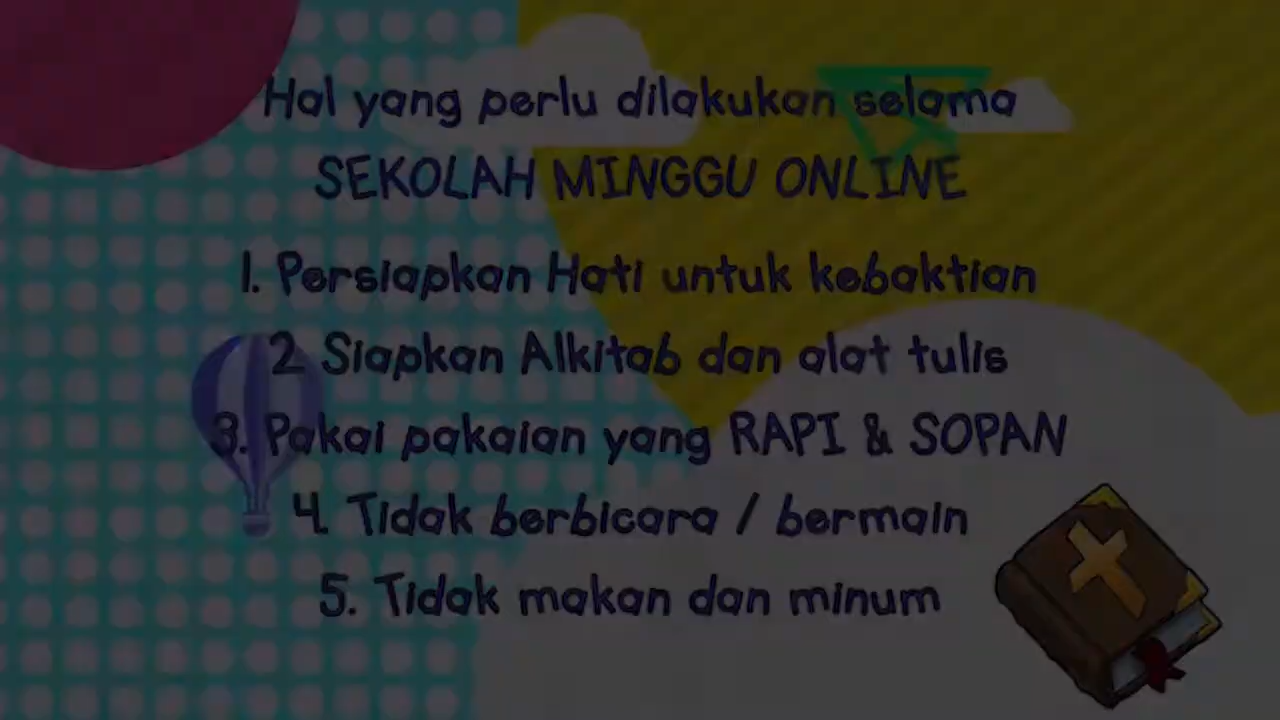 Hal yang perlu dilakukan selama
SEKOLAH MINGGU ONLINE
1. Persiapkan Hati untuk kebaktian
2. Siapkan Alkitab dan alat tulis
3. Pakai pakaian yang RAPI & SOPAN
4. Tidak berbicara / bermain
5. Tidak makan dan minum